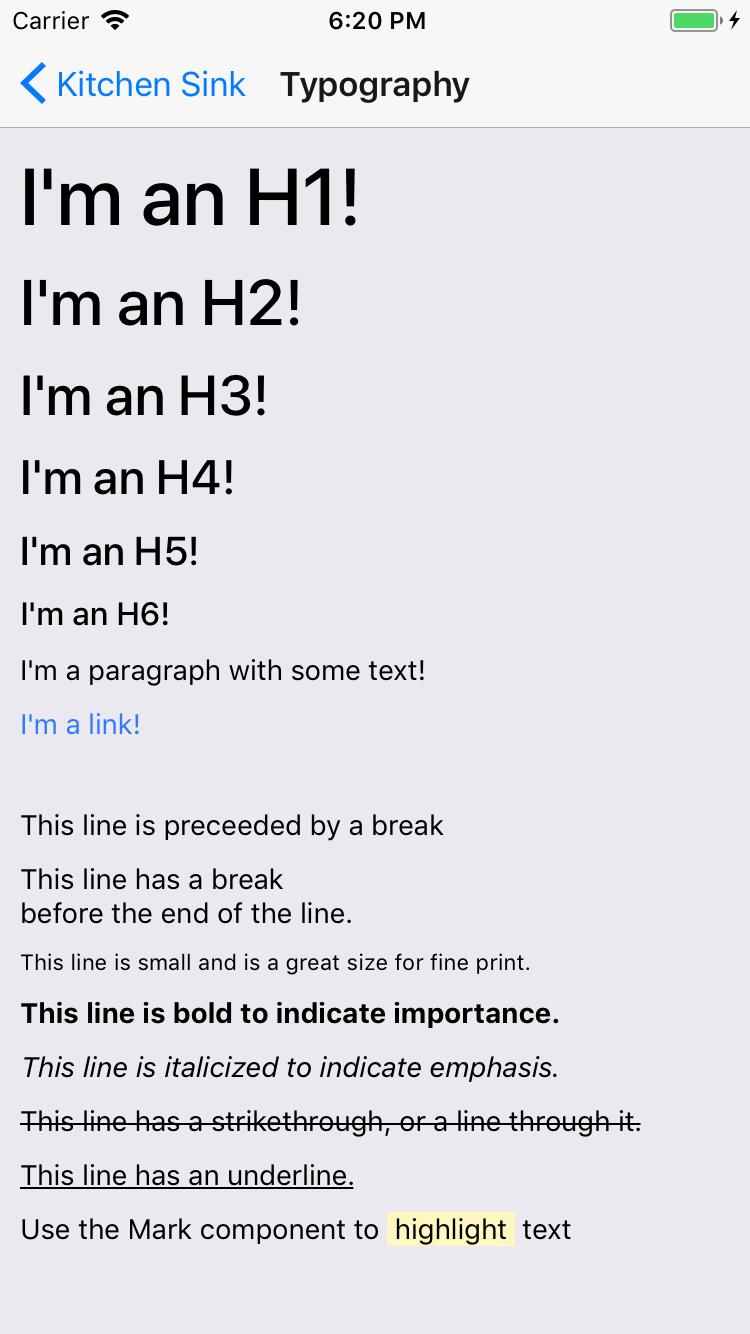 Carrier 6:20 PM
Kitchen Sink Typography
I'm an H1!
I'm an H2!
I'm an H3!
I'm an H4!
I'm an H5!
I'm an H6!
I'm a paragraph with some text!
I'm a link!
This line is preceeded by a break
This line has a break
before the end of the line.
This line is small and is a great size for fine print.
This line is bold to indicate importance.
This line is italicized to indicate emphasis.
This line has a strikethrough, or a line through it.
This line has an underline.
Use the Mark component to highlight text